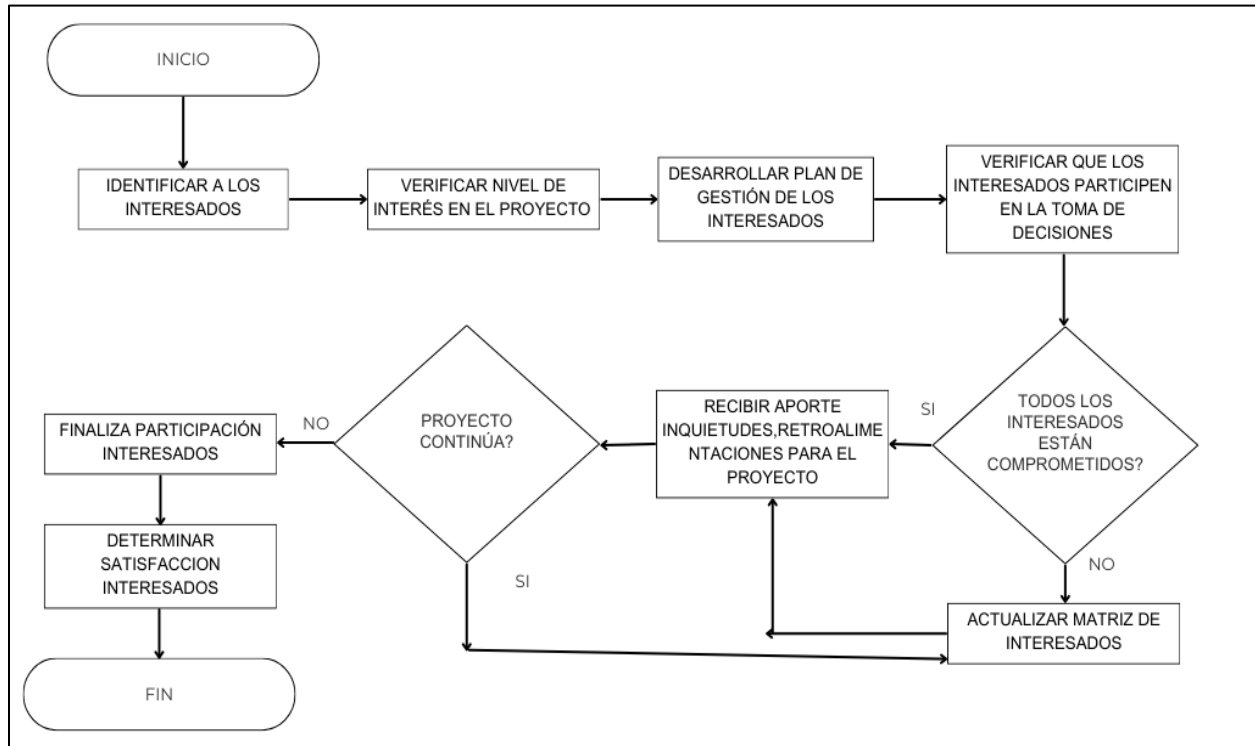 INICIO
IDENTIFICAR A LOS
INTERESADOS
VERIFICAR NIVEL DE
INTERÉS EN EL PROYECTO
DESARROLLAR PLAN DE
GESTIÓN DE LOS
INTERESADOS
VERIFICAR QUE LOS
INTERESADOS PARTICIPEN
EN LA TOMA DE
DECISIONES
TODOS LOS
INTERESADOS
ESTÁN
COMPROMETIDOS?
SI
NO
RECIBIR APORTE
INQUIETUDES,RETROALIME
NTACIONES PARA EL
PROYECTO
ACTUALIZAR MATRIZ DE
INTERESADOS
PROYECTO
CONTINÚA?
NO
SI
FINALIZA PARTICIPACIÓN
INTERESADOS
DETERMINAR
SATISFACCION
INTERESADOS
FIN